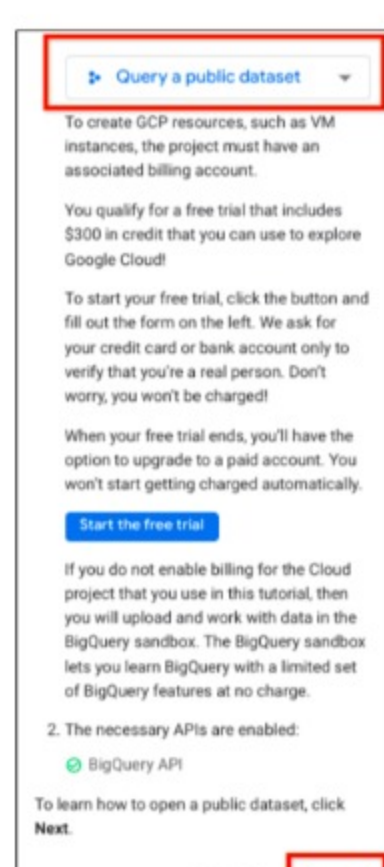 Query a public dataset
To create GCP resources, such as VM
instances, the project must have an
associated billing account.
You qualify for a free trial that includes
$300 in credit that you can use to explore
Google Cloud!
To start your free trial, click the button and
fill out the form on the left. We ask for
your credit card or bank account only to
verify that you're a real person. Don't
worry, you won't be charged!
When your free trial ends, you'll have the
option to upgrade to a paid account. You
won't start getting charged automatically.
Start the free trial
If you do not enable billing for the Cloud
project that you use in this tutorial, then
you will upload and work with data in the
BigQuery sandbox. The BigQuery sandbox
lets you learn BigQuery with a limited set
of BigQuery features at no charge.
2. The necessary APIs are enabled:
BigQuery API
To learn how to open a public dataset, click
Next.